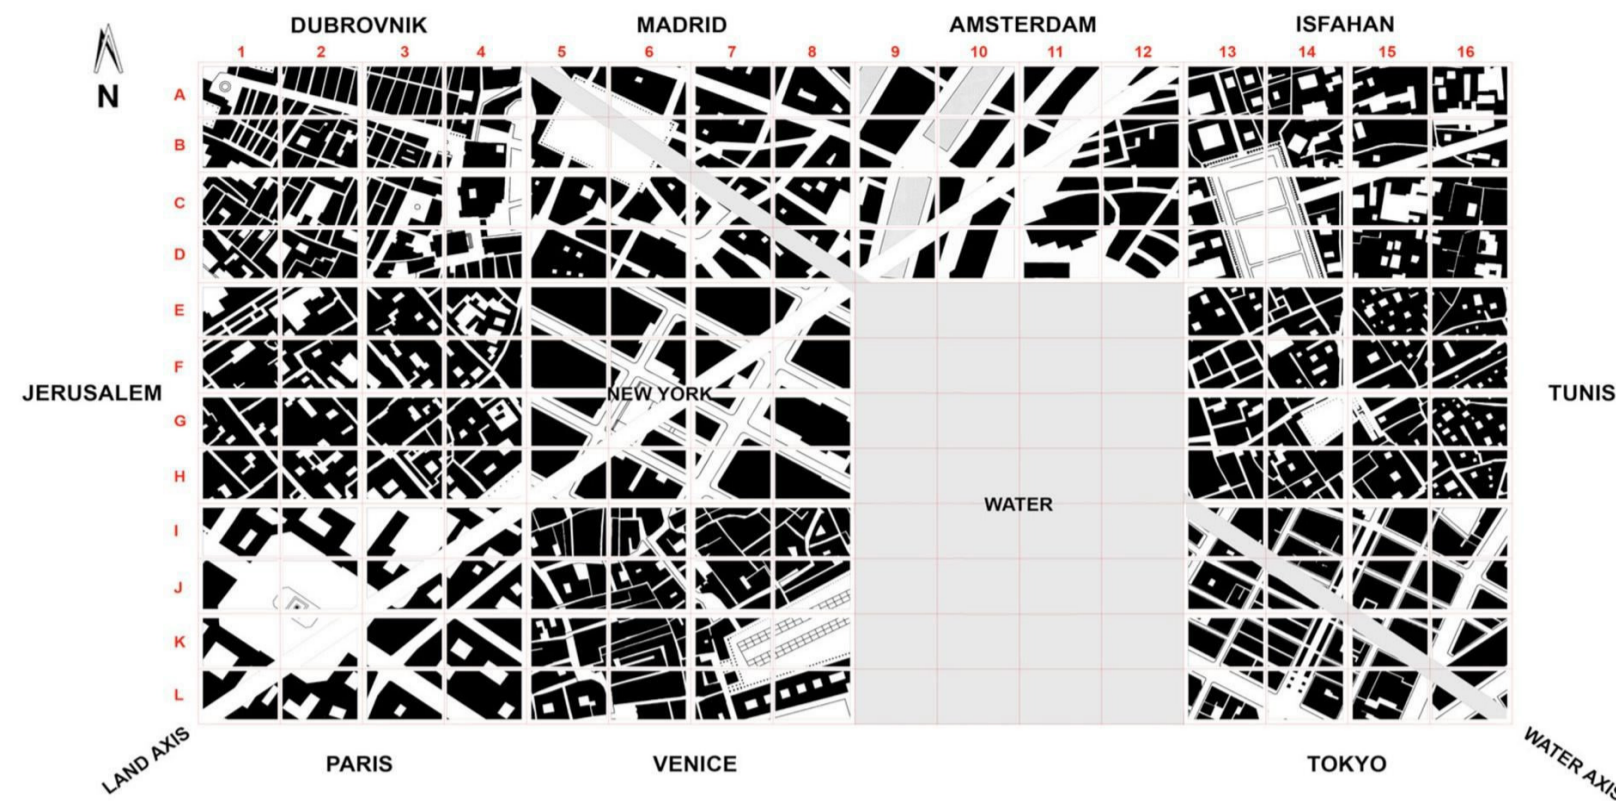 DUBROVNIK MADRID AMSTERDAM ISFAHAN
1 2 3 4 5 6 7 8 9 10 11 12 13 14 15 16
N
A
B
C
D
E
F
JERUSALEM NEW YORK TUNIS
G
H
WATER
I
J
K
L
LAND AXIS
WATER AXIS
PARIS VENICE TOKYO